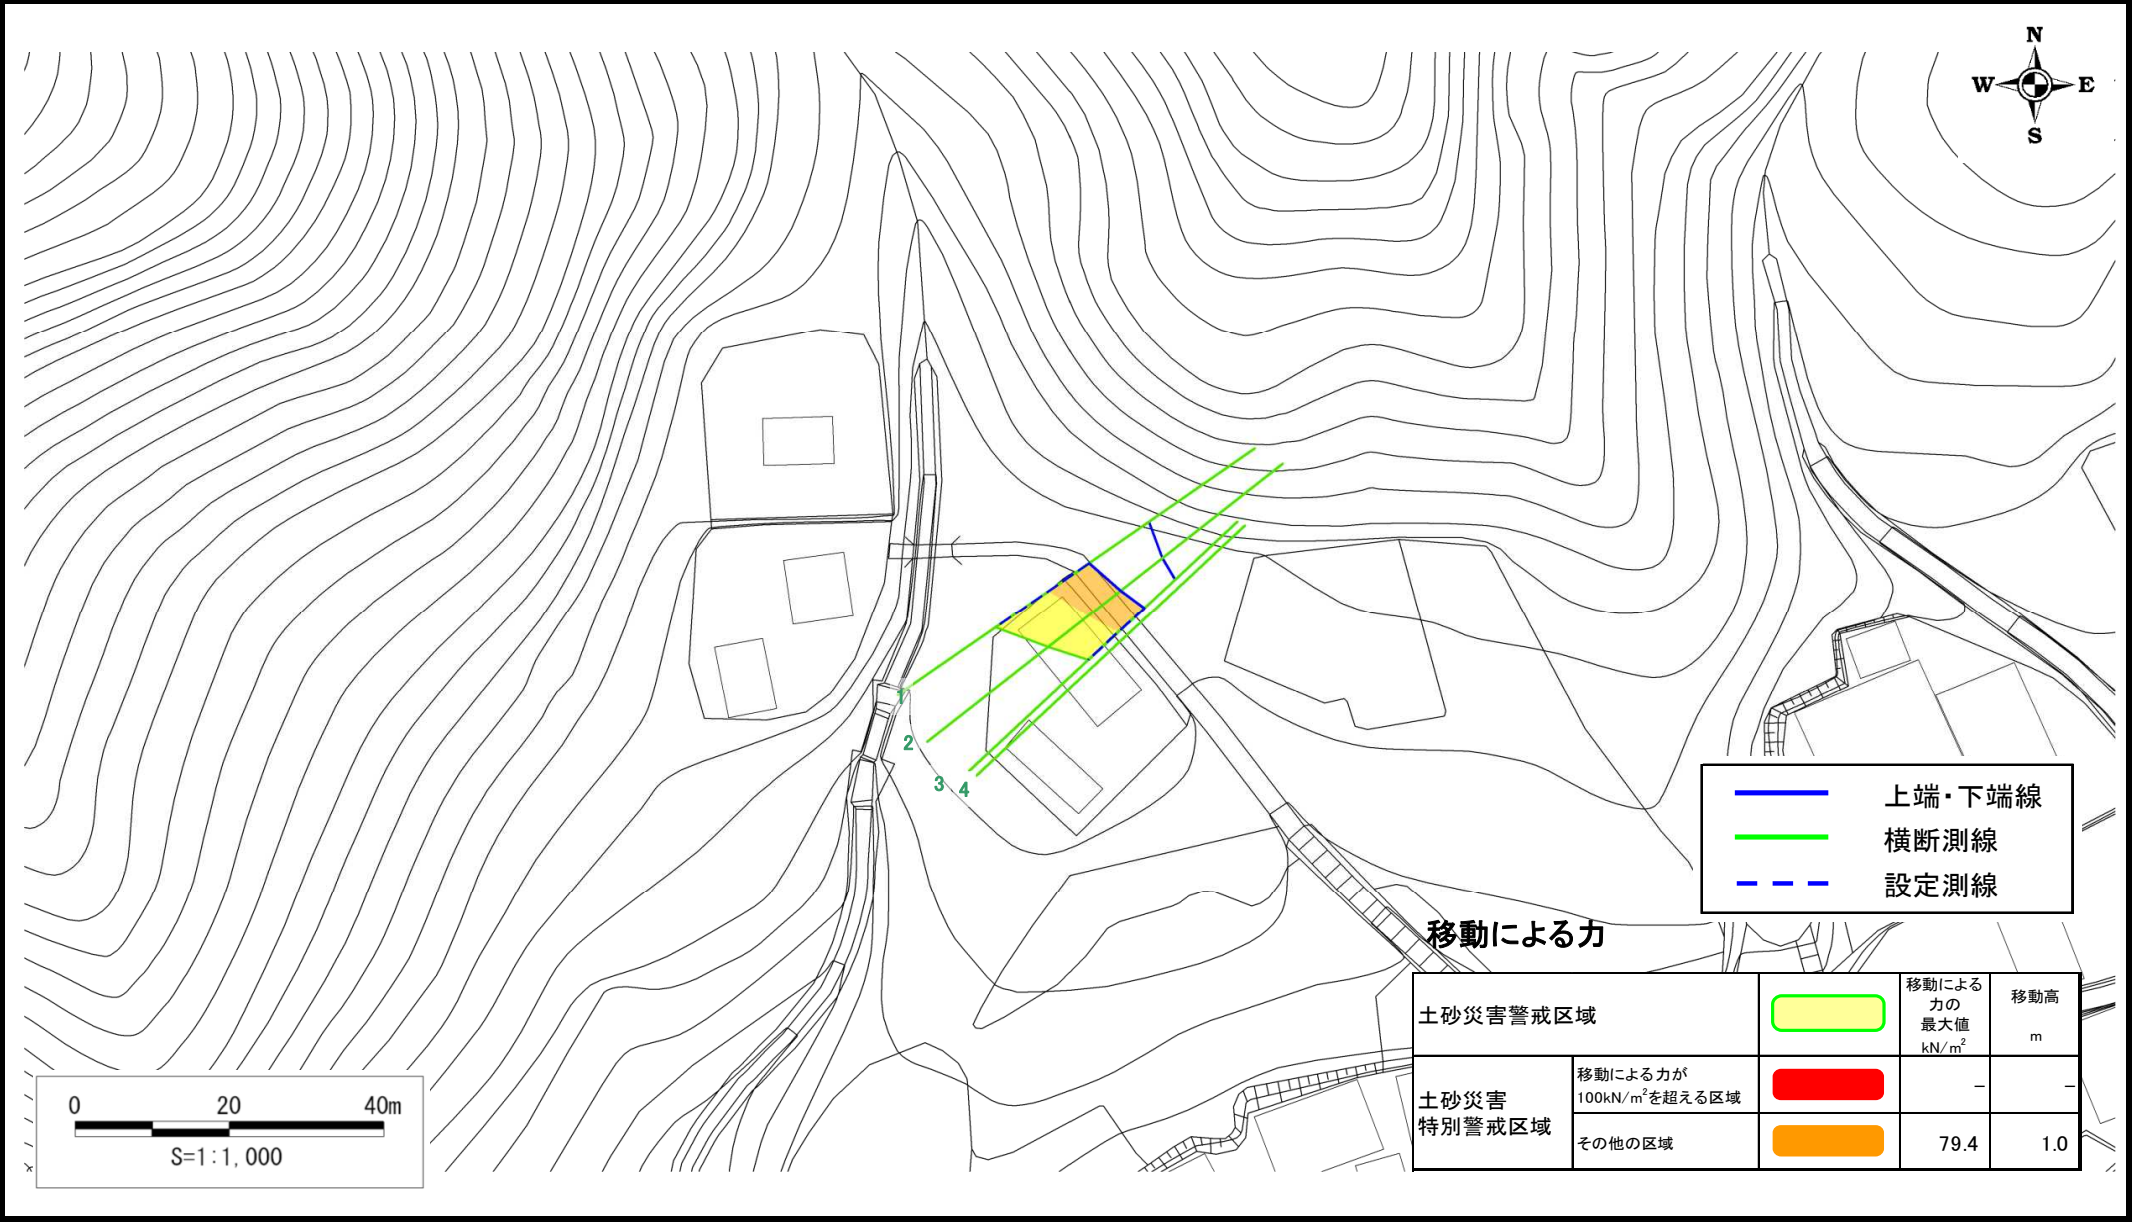 N
W E
S
1
2
3 4
上端・下端線
横断測線
設定測線
移動による力
土砂災害警戒区域
移動による
力の
最大値
kN/m²
移動高
m
土砂災害
特別警戒区域
移動による力が
100kN/m²を超える区域
－ －
その他の区域
79.4 1.0
0 20 40m
S=1:1,000